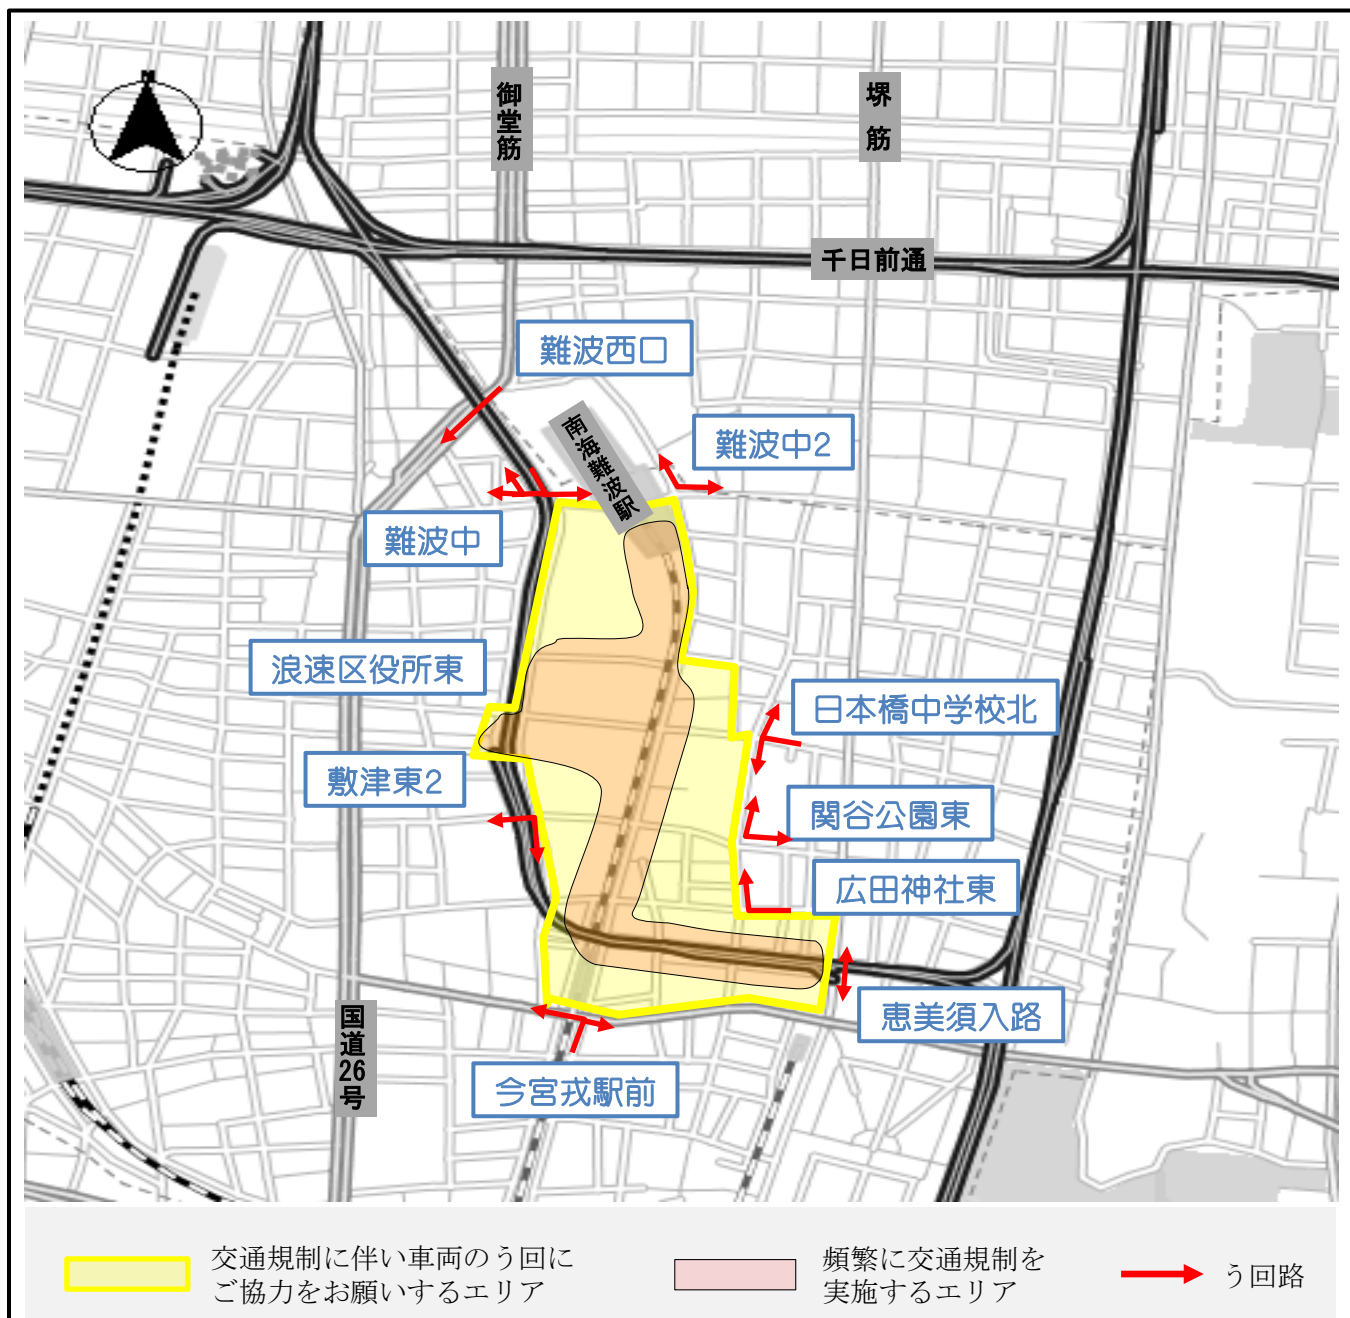 N
御堂筋
堺筋
千日前通
難波西口
南海難波駅
難波中2
難波中
浪速区役所東
日本橋中学校北
敷津東2
関谷公園東
広田神社東
恵美須入路
国道26号
今宮戎駅前
交通規制に伴い車両のう回に
ご協力をお願いするエリア
頻繁に交通規制を
実施するエリア
う回路